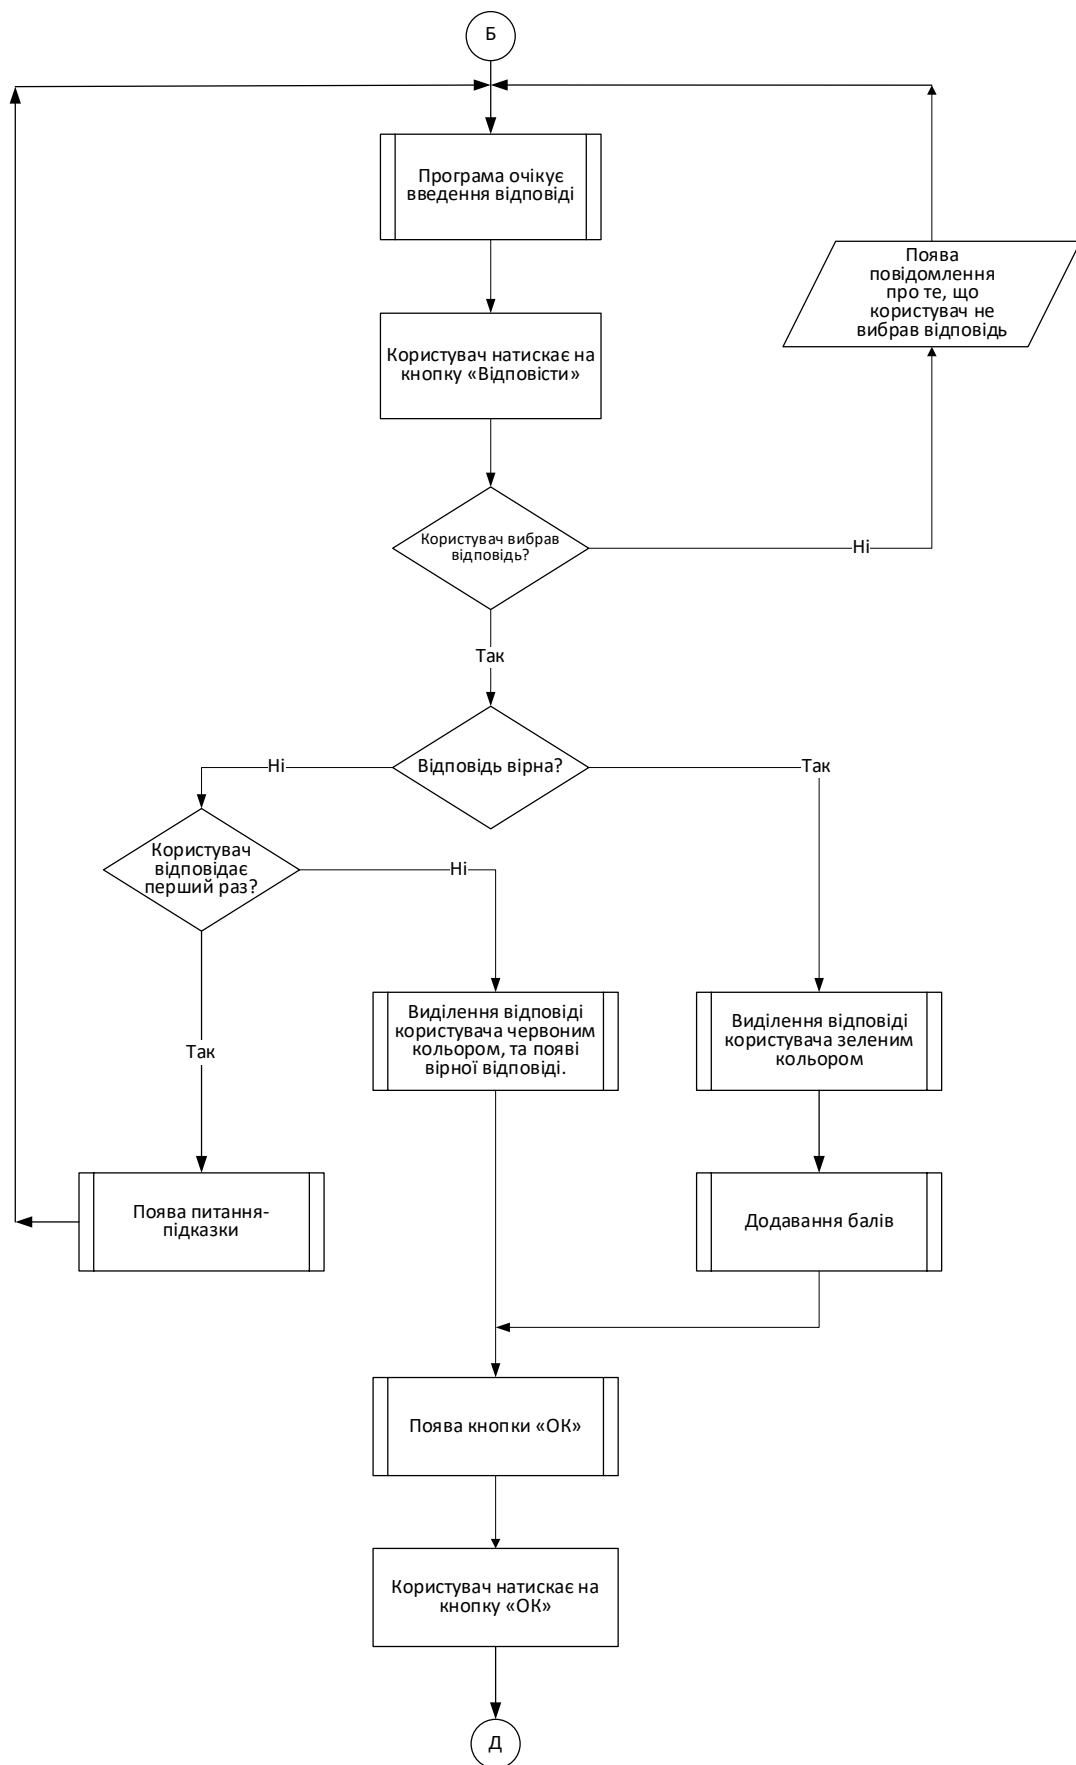 Б
Програма очікує
введення відповіді
Поява
повідомлення
про те, що
користувач не
вибрав відповідь
Користувач натискає на
кнопку «Відповісти»
Користувач вибрав
відповідь?
Ні
Так
Відповідь вірна?
Ні
Так
Користувач
відповідає
перший раз?
Ні
Так
Виділення відповіді
користувача червоним
кольором, та появі
вірної відповіді.
Виділення відповіді
користувача зеленим
кольором
Поява питання-
підказки
Додавання балів
Поява кнопки «ОК»
Користувач натискає на
кнопку «ОК»
Д